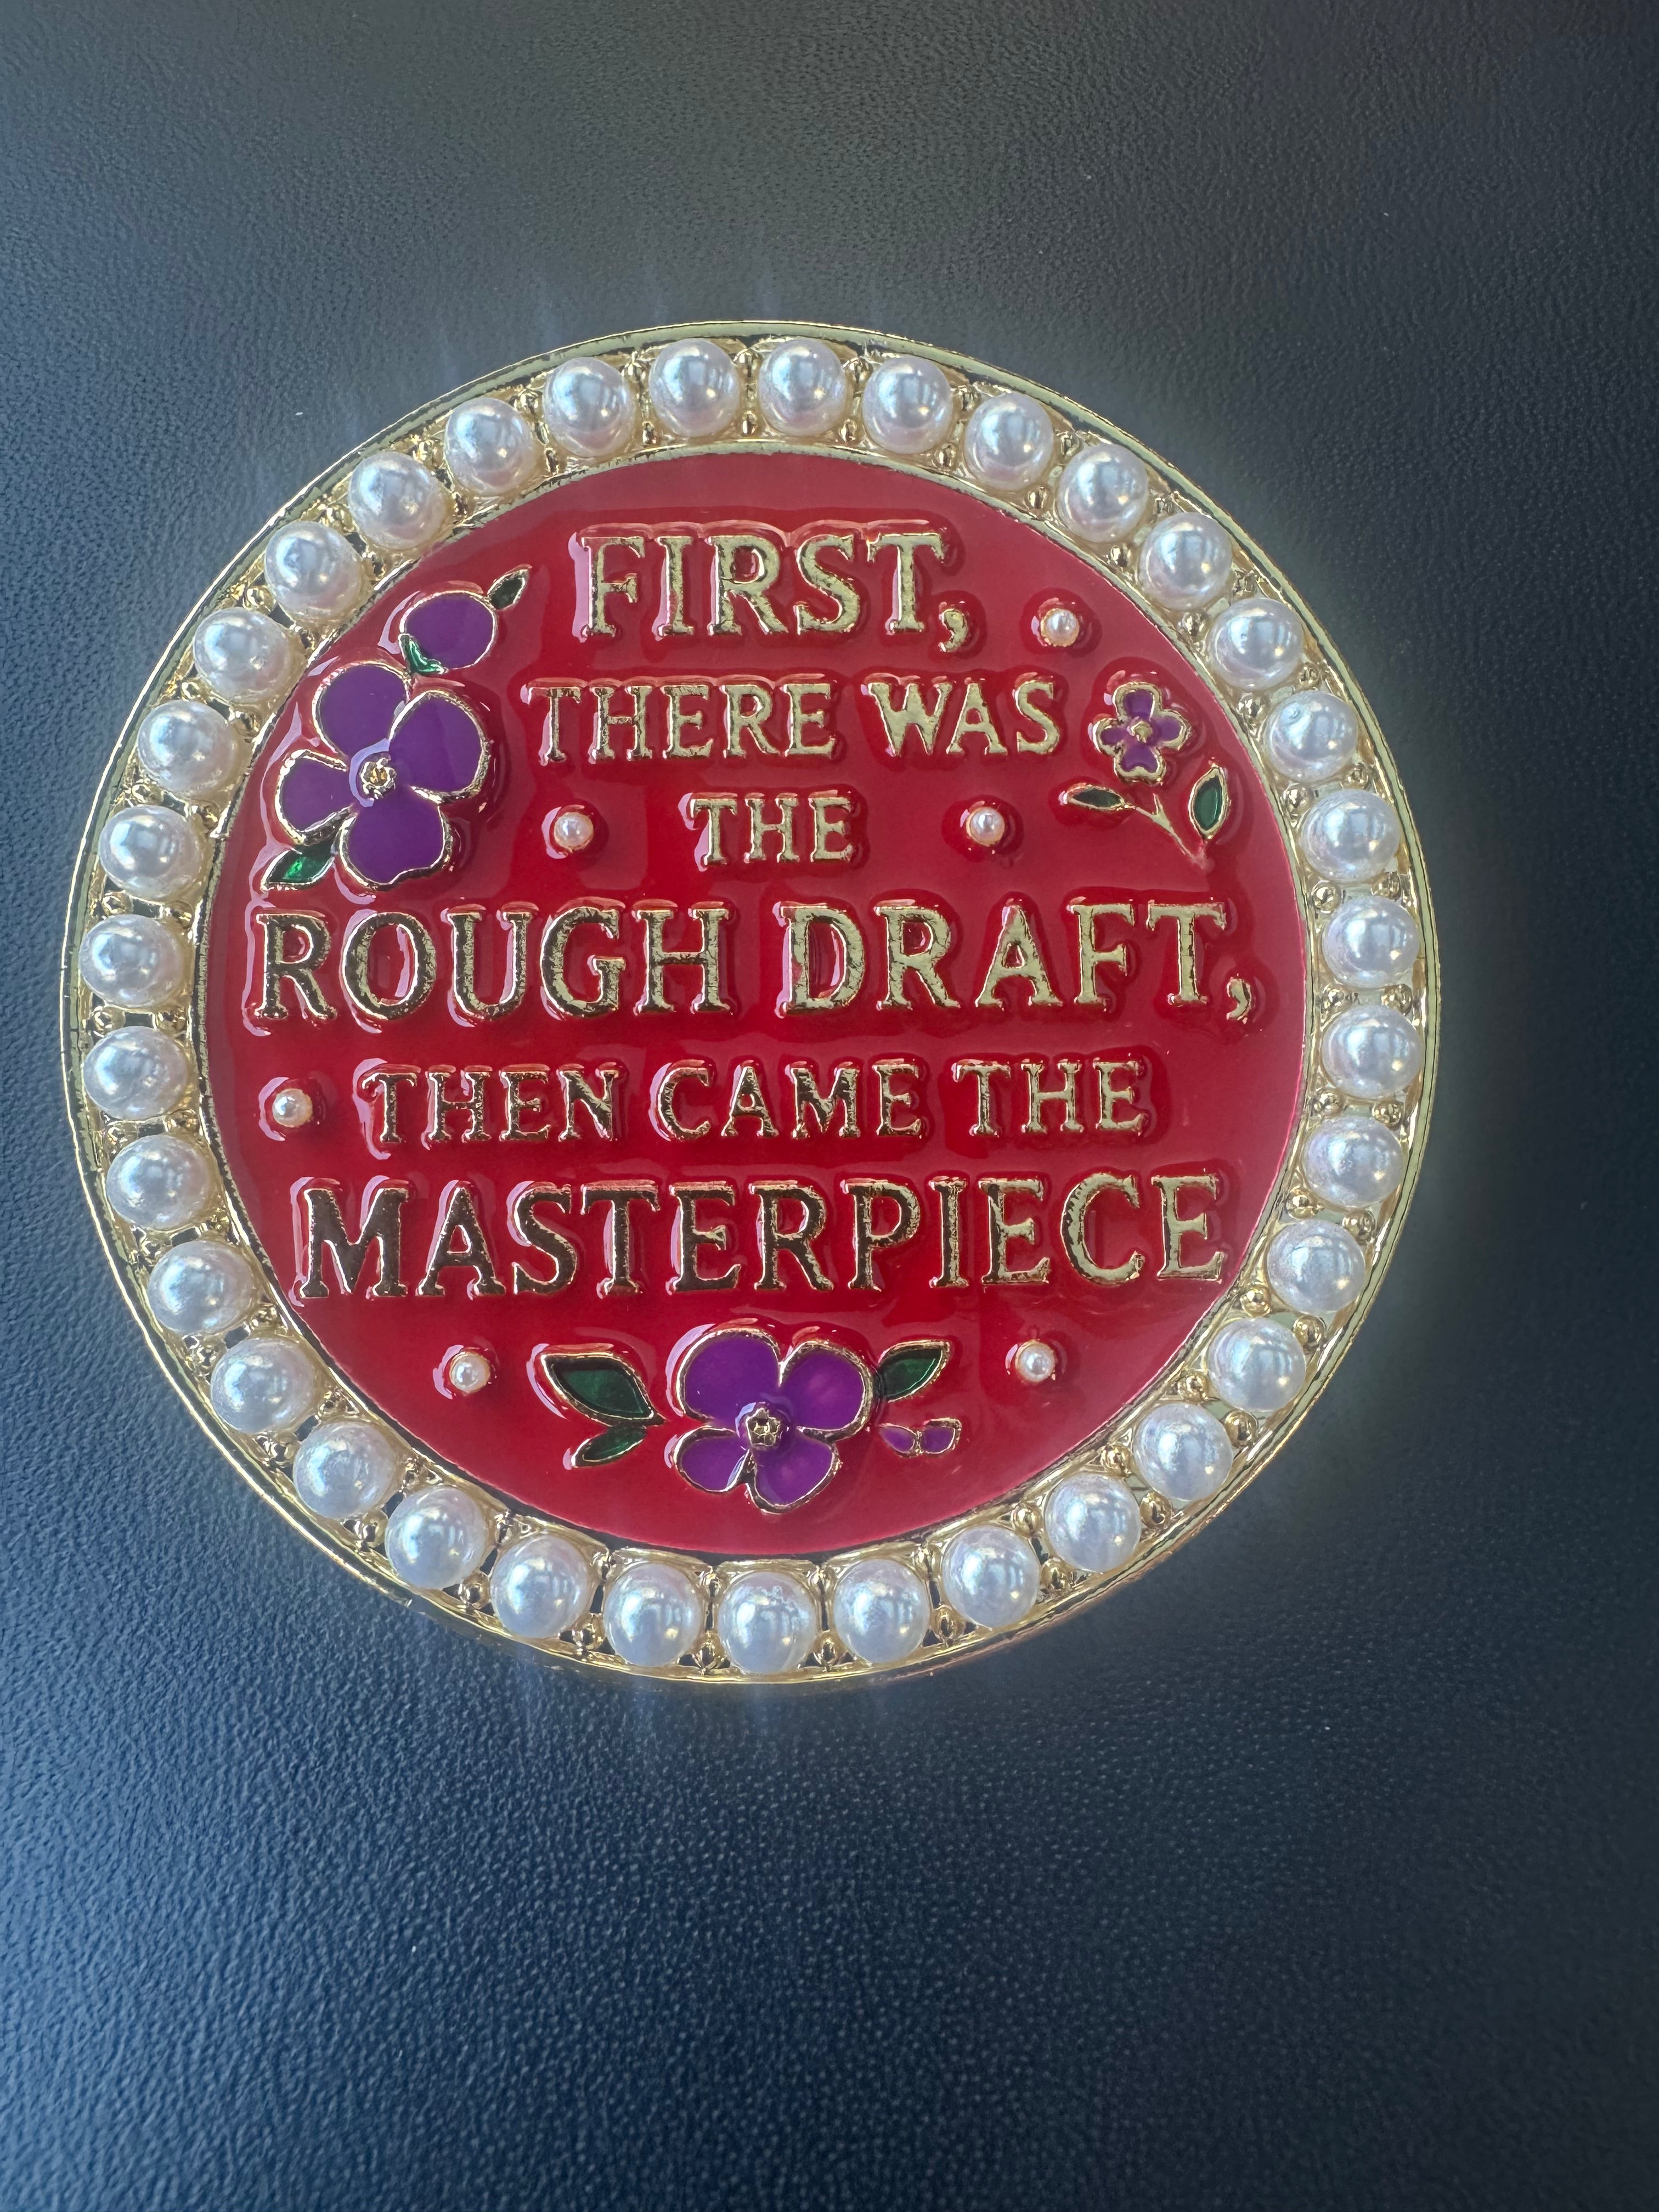 FIRST,
THERE WAS
THE
ROUGH DRAFT,
THEN CAME THE
MASTERPIECE